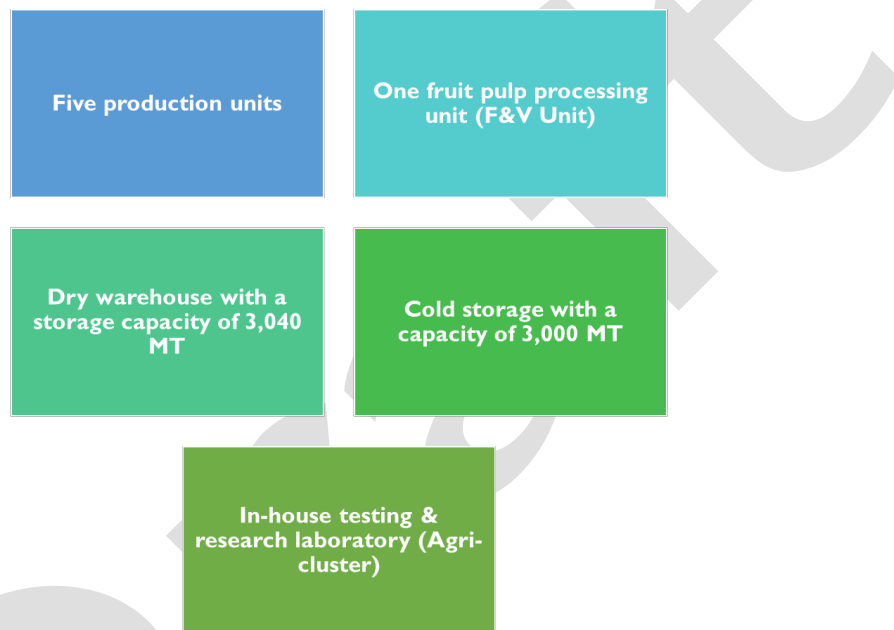 Five production units
One fruit pulp processing
unit (F&V Unit)
Dry warehouse with a
storage capacity of 3,040
MT
Cold storage with a
capacity of 3,000 MT
In-house testing &
research laboratory (Agri-
cluster)